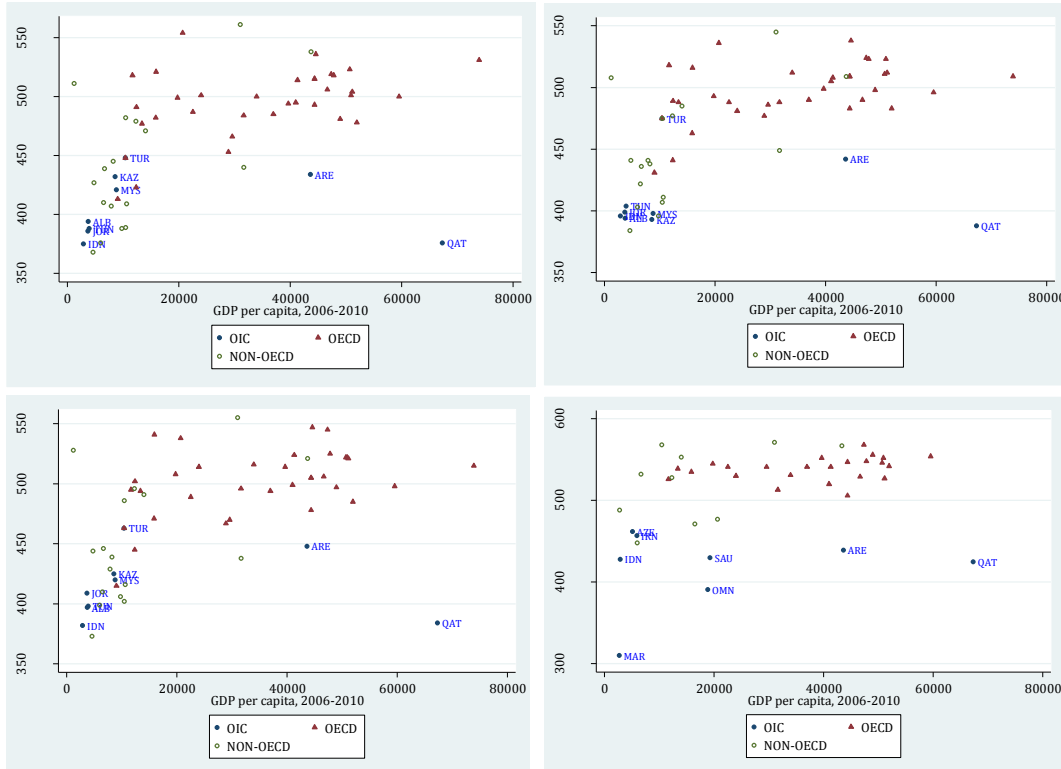 550
500
450
TUR
KAZ
ARE
MYS
400
ALB
JOR
IDN
QAT
350
0 20000 40000 60000 80000
GDP per capita, 2006-2010
OIC OECD
NON-OECD
550
500
TUR
450
ARE
400
TUN
MYS
ALB
KAZ
QAT
350
0 20000 40000 60000 80000
GDP per capita, 2006-2010
OIC OECD
NON-OECD
550
500
TUR
450
ARE
KAZ
MYS
JOR
400
TUN
ALB
IDN
QAT
350
0 20000 40000 60000 80000
GDP per capita, 2006-2010
OIC OECD
NON-OECD
600
500
AZE
IRN
ARE
IDN
SAU
QAT
400
OMN
MAR
300
0 20000 40000 60000 80000
GDP per capita, 2006-2010
OIC OECD
NON-OECD